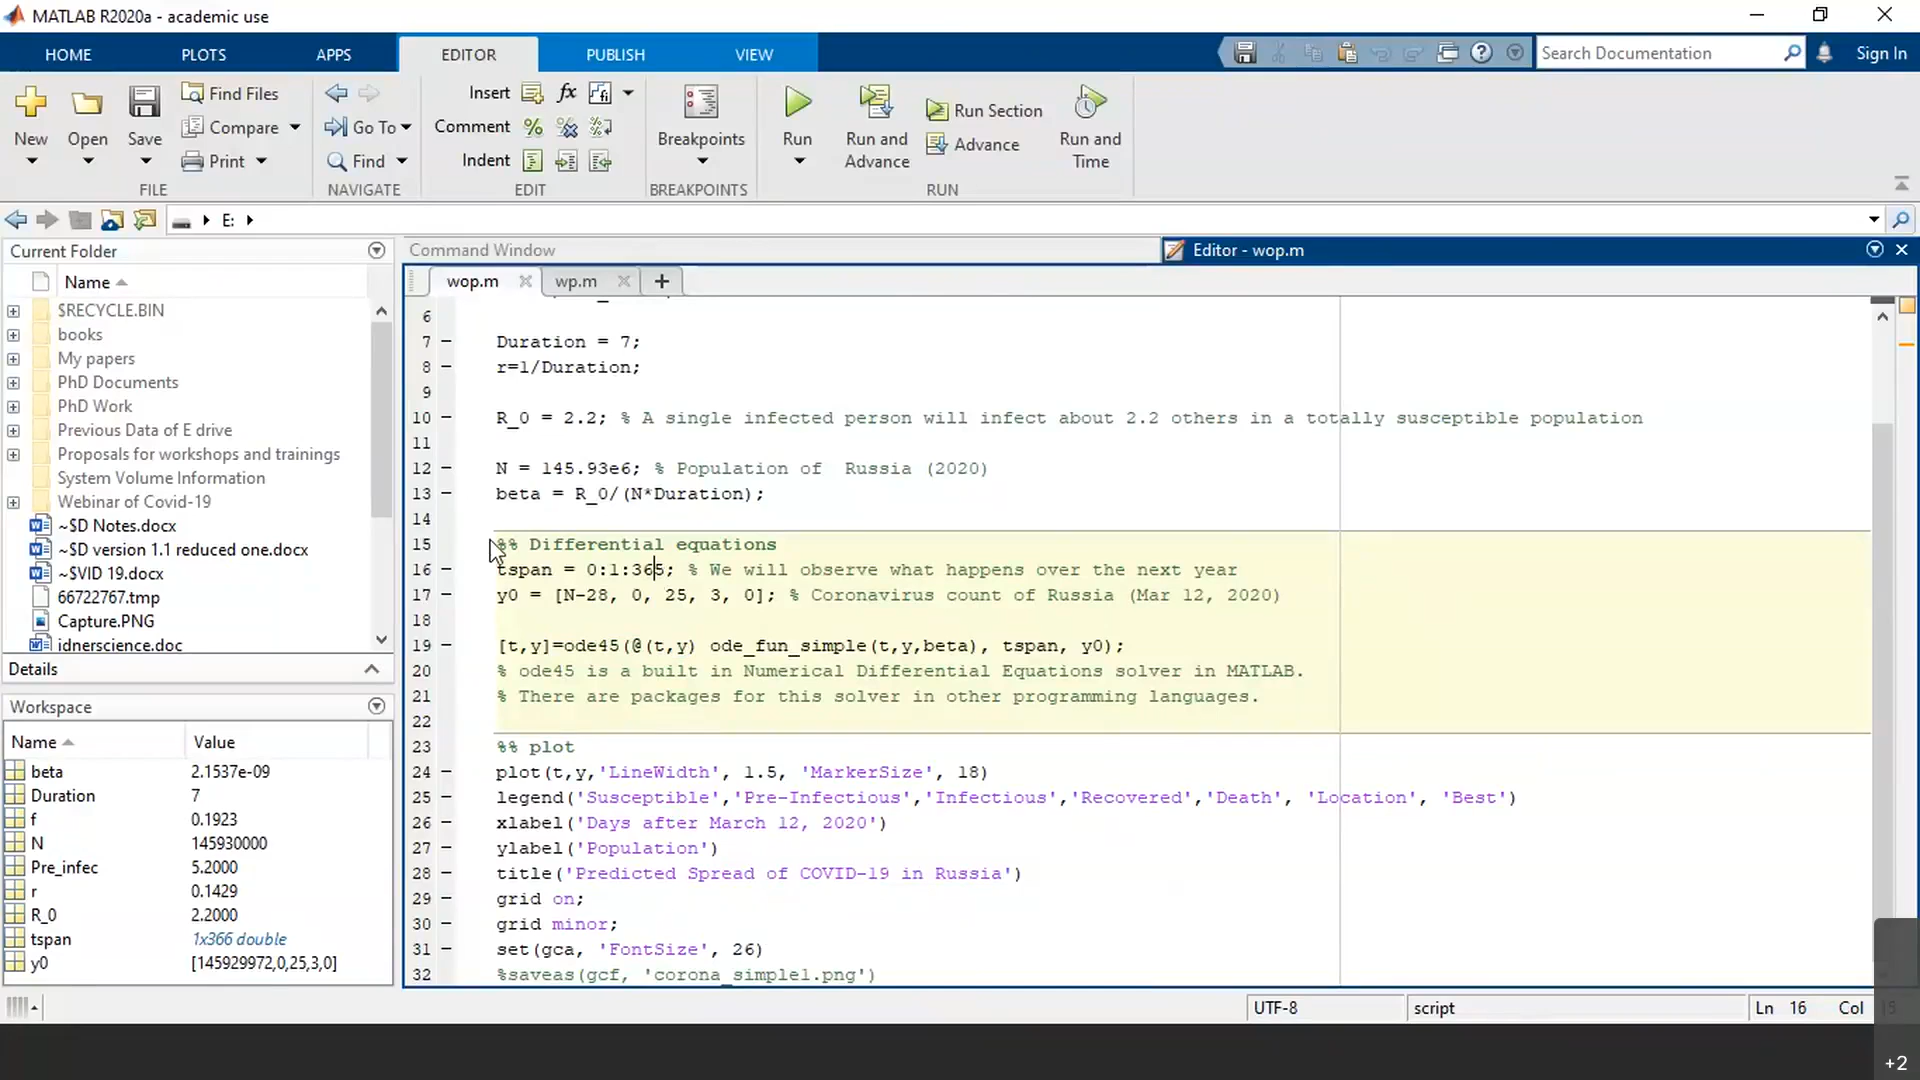 MATLAB R2020a - academic use
HOME PLOTS APPS EDITOR PUBLISH VIEW
Search Documentation
Sign In
New Open Save Find Files Compare Print
FILE
Go To Find
NAVIGATE
Insert fx
Comment
Indent
EDIT
Breakpoints
BREAKPOINTS
Run Run and Advance Run Section Advance Run and Time
RUN
E:
Current Folder
Name
$RECYCLE.BIN
books
My papers
PhD Documents
PhD Work
Previous Data of E drive
Proposals for workshops and trainings
System Volume Information
Webinar of Covid-19
~$D Notes.docx
~$D version 1.1 reduced one.docx
~$VID 19.docx
66722767.tmp
Capture.PNG
idnerscience.doc
Details
Workspace
Name Value
beta 2.1537e-09
Duration 7
f 0.1923
N 145930000
Pre_infec 5.2000
r 0.1429
R_0 2.2000
tspan 1x366 double
y0 [145929972,0,25,3,0]
Command Window
Editor - wop.m
wop.m wp.m
6
7 Duration = 7;
8 r=1/Duration;
9
10 R_0 = 2.2; % A single infected person will infect about 2.2 others in a totally susceptible population
11
12 N = 145.93e6; % Population of  Russia (2020)
13 beta = R_0/(N*Duration);
14
15 %% Differential equations
16 tspan = 0:1:365; % We will observe what happens over the next year
17 y0 = [N-28, 0, 25, 3, 0]; % Coronavirus count of Russia (Mar 12, 2020)
18
19 [t,y]=ode45(@(t,y) ode_fun_simple(t,y,beta), tspan, y0);
20 % ode45 is a built in Numerical Differential Equations solver in MATLAB.
21 % There are packages for this solver in other programming languages.
22
23 %% plot
24 plot(t,y,'LineWidth', 1.5, 'MarkerSize', 18)
25 legend('Susceptible','Pre-Infectious','Infectious','Recovered','Death', 'Location', 'Best')
26 xlabel('Days after March 12, 2020')
27 ylabel('Population')
28 title('Predicted Spread of COVID-19 in Russia')
29 grid on;
30 grid minor;
31 set(gca, 'FontSize', 26)
32 %saveas(gcf, 'corona_simple1.png')
UTF-8 script Ln 16 Col
+2